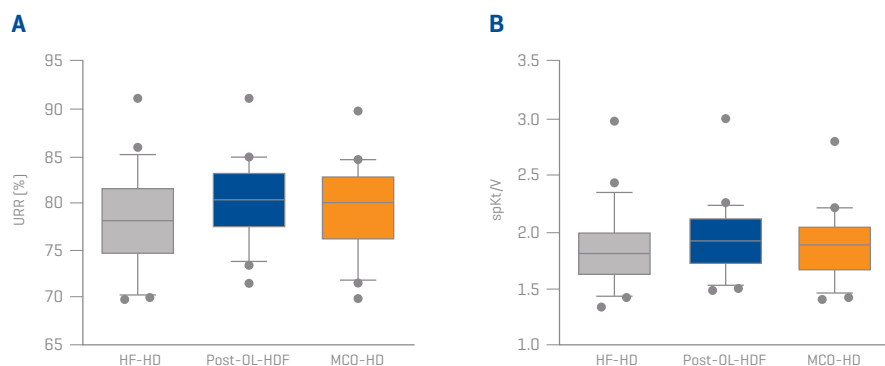 A
URR (%)
95
90
85
80
75
70
65
HF-HD Post-OL-HDF MCO-HD
B
spKt/V
3.5
3.0
2.5
2.0
1.5
1.0
HF-HD Post-OL-HDF MCO-HD